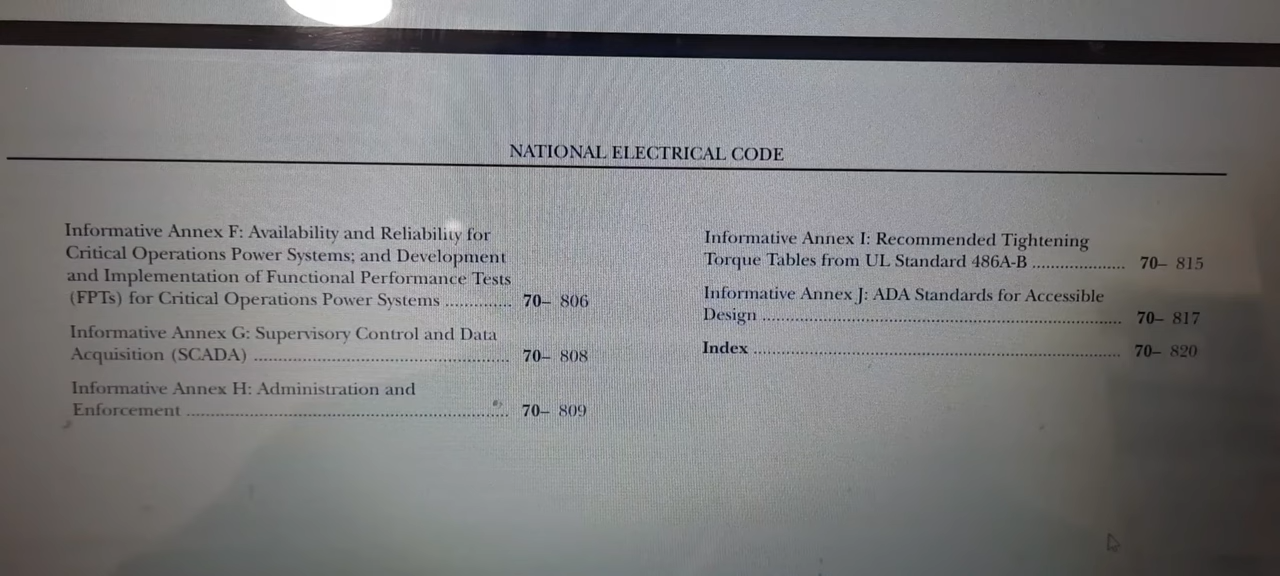 NATIONAL ELECTRICAL CODE
Informative Annex F: Availability and Reliability for
Critical Operations Power Systems; and Development
and Implementation of Functional Performance Tests
(FPTs) for Critical Operations Power Systems .............. 70– 806
Informative Annex G: Supervisory Control and Data
Acquisition (SCADA) ........................................................ 70– 808
Informative Annex H: Administration and
Enforcement ....................................................................... 70– 809
Informative Annex I: Recommended Tightening
Torque Tables from UL Standard 486A-B .................... 70– 815
Informative Annex J: ADA Standards for Accessible
Design ................................................................................ 70– 817
Index .................................................................................. 70– 820